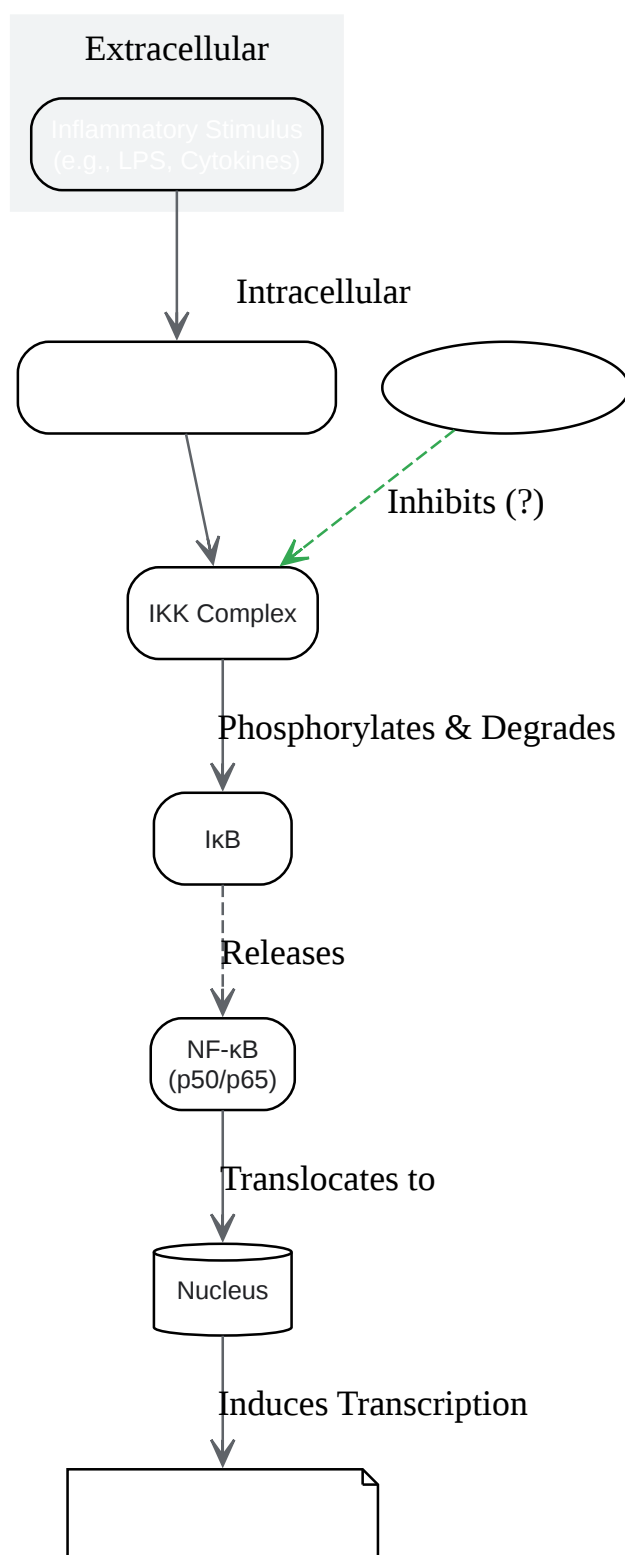 Extracellular
Inflammatory Stimulus
(e.g., LPS, Cytokines)
Intracellular
Inhibits (?)
IKK Complex
Phosphorylates & Degrades
IκB
Releases
NF-κB
(p50/p65)
Translocates to
Nucleus
Induces Transcription